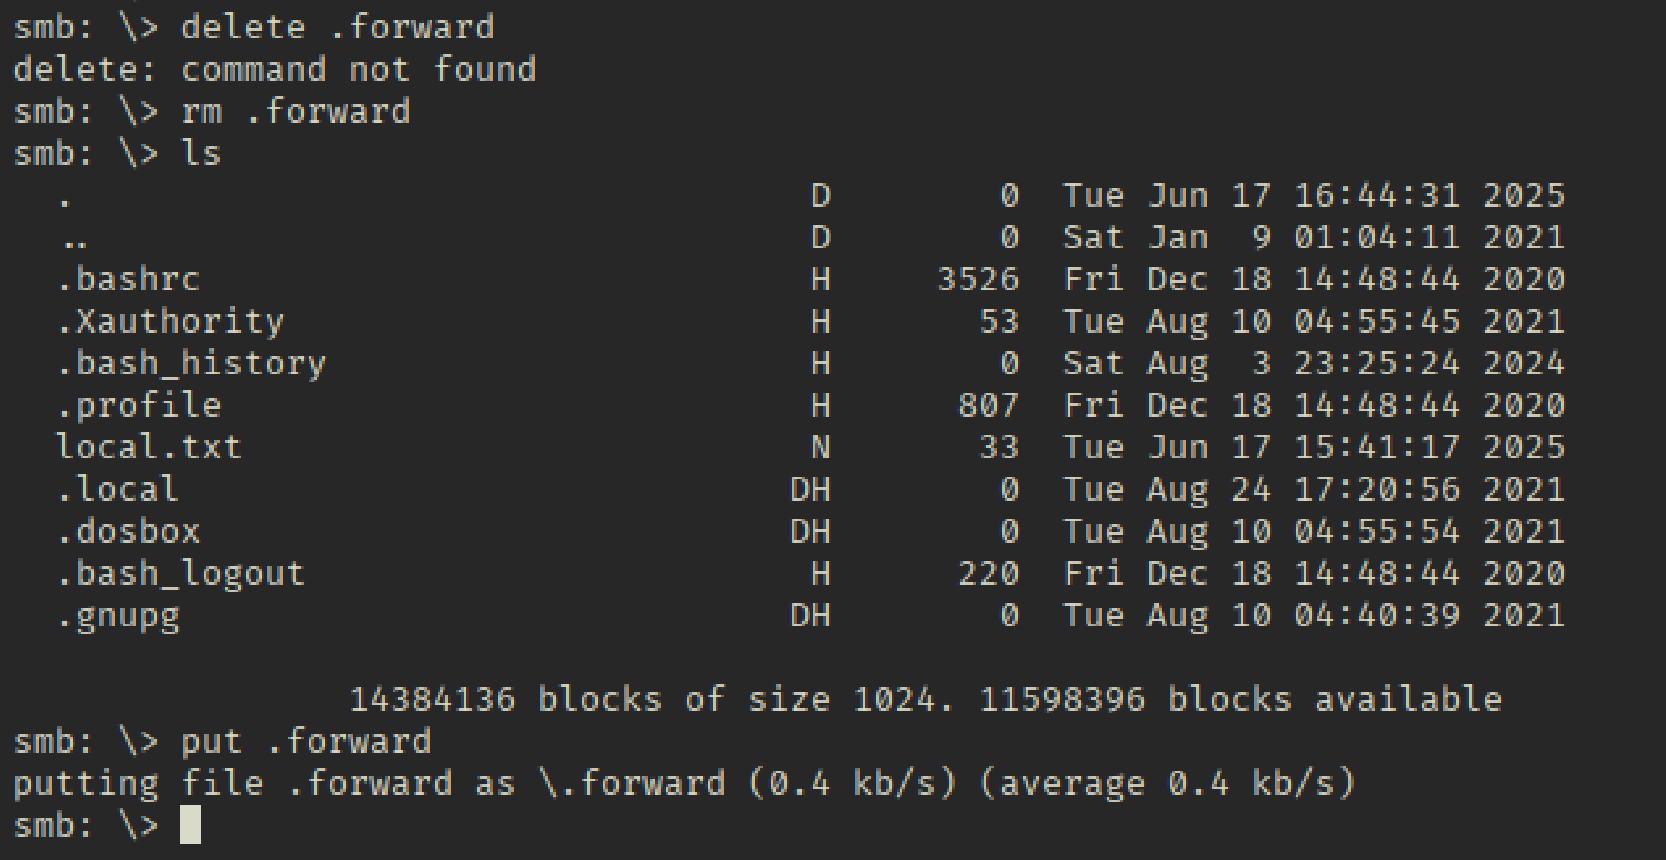 smb: \> delete .forward
delete: command not found
smb: \> rm .forward
smb: \> ls
  .                                   D        0  Tue Jun 17 16:44:31 2025
  ..                                  D        0  Sat Jan  9 01:04:11 2021
  .bashrc                             H     3526  Fri Dec 18 14:48:44 2020
  .Xauthority                         H       53  Tue Aug 10 04:55:45 2021
  .bash_history                       H        0  Sat Aug  3 23:25:24 2024
  .profile                            H      807  Fri Dec 18 14:48:44 2020
  local.txt                           N       33  Tue Jun 17 15:41:17 2025
  .local                             DH        0  Tue Aug 24 17:20:56 2021
  .dosbox                            DH        0  Tue Aug 10 04:55:54 2021
  .bash_logout                        H      220  Fri Dec 18 14:48:44 2020
  .gnupg                             DH        0  Tue Aug 10 04:40:39 2021
                14384136 blocks of size 1024. 11598396 blocks available
smb: \> put .forward
putting file .forward as \.forward (0.4 kb/s) (average 0.4 kb/s)
smb: \>